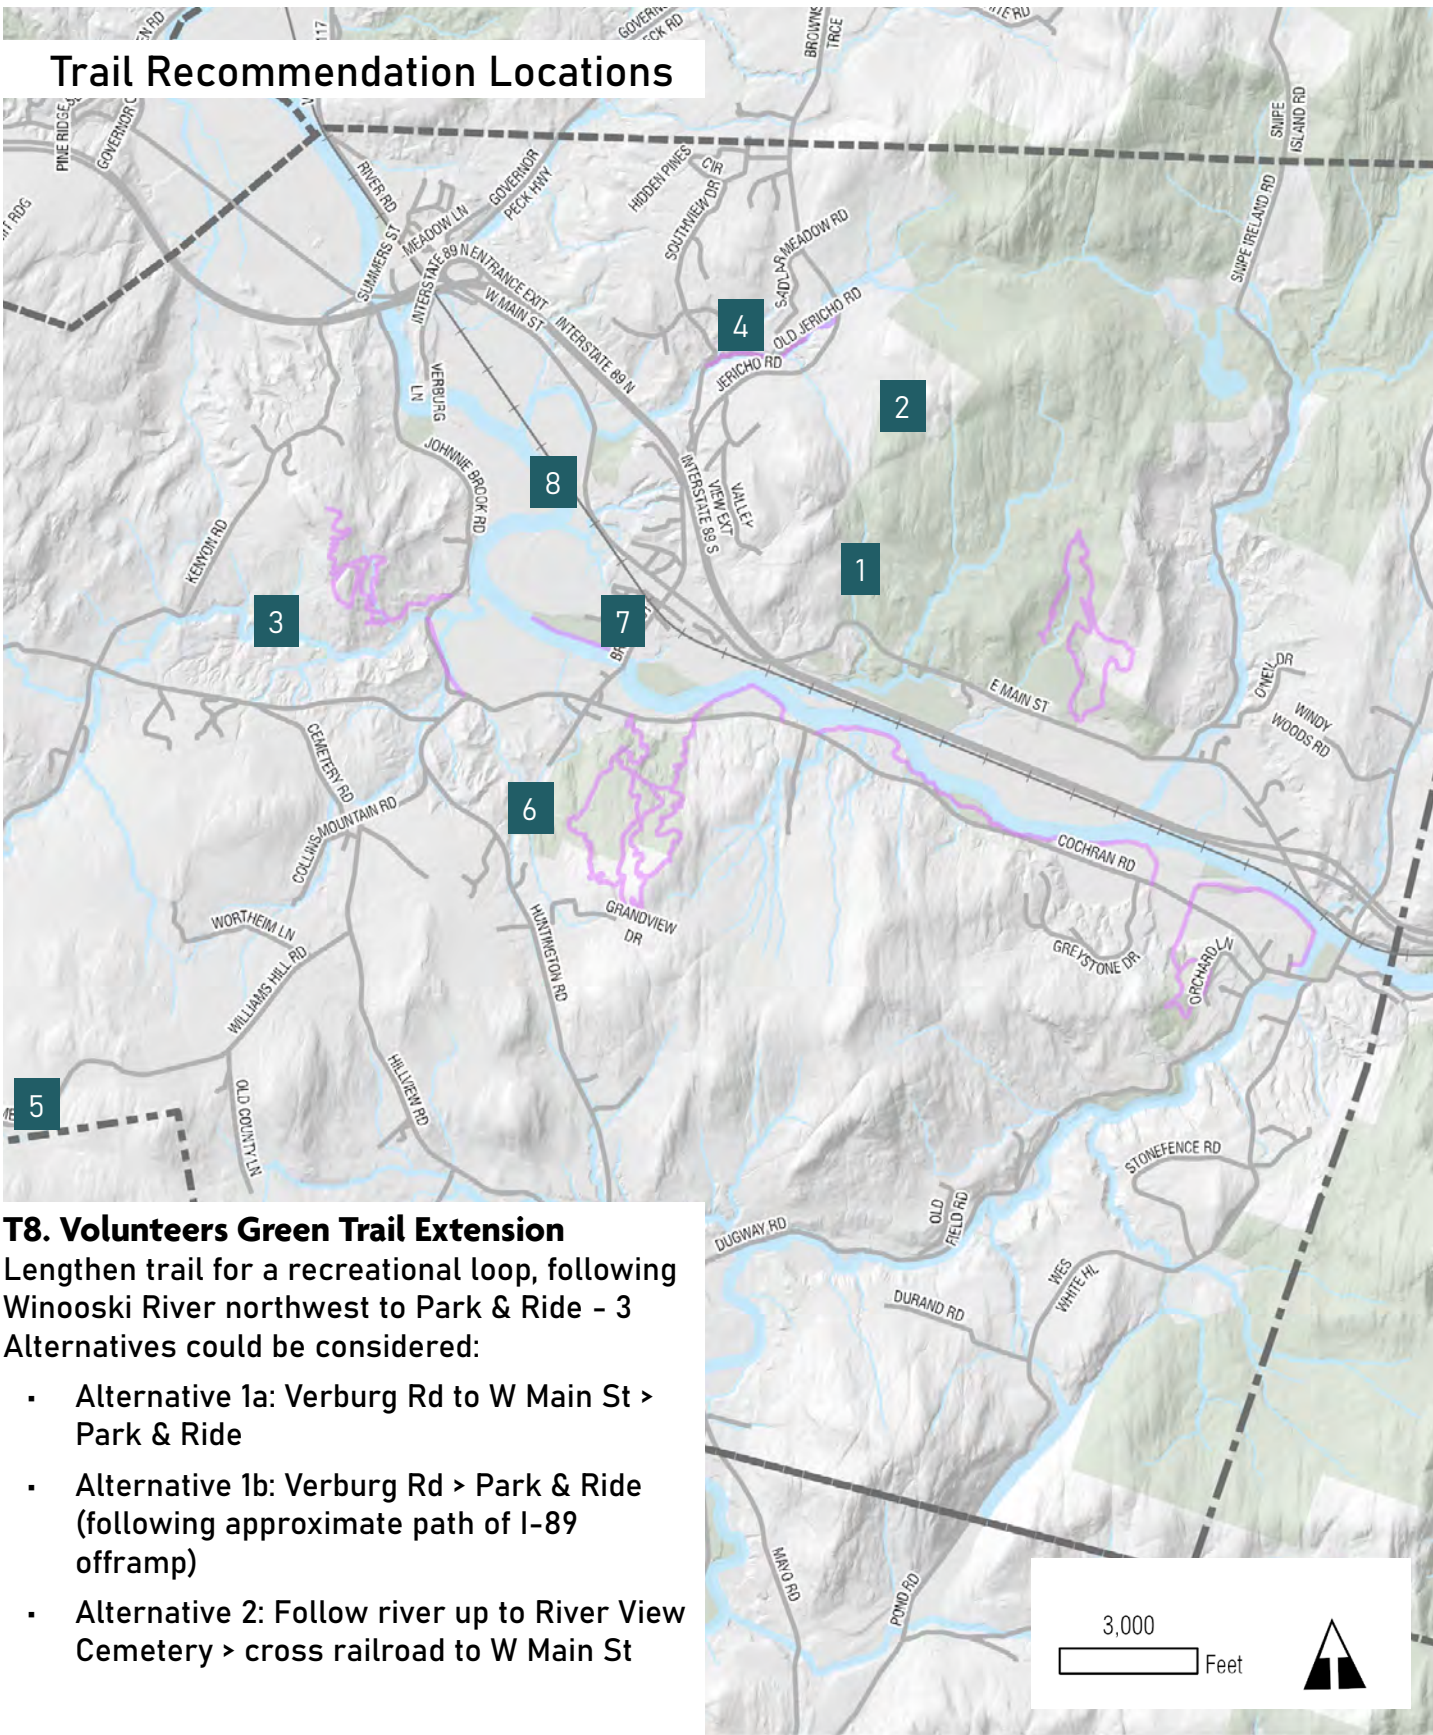 Trail Recommendation Locations
117
GOVERNOR
PECK RD
BROWNS
TRCE
PINE RIDGE
SNIPE
ISLAND RD
RIVER RD
GOVERNOR
PECK HWY
HIDDEN PINES
CIR
SOUTHVIEW DR
MEADOW LN
SUMMERS ST
INTERSTATE 89 N ENTRANCE EXIT
W MAIN ST
INTERSTATE 89 N
SADLAR MEADOW RD
SNIPE IRELAND RD
4
OLD JERICHO RD
JERICHO RD
VERBURG
LN
2
JOHNNIE BROOK RD
8
INTERSTATE 89 S
VALLEY
VIEW EXT
KENYON RD
1
3
7
E MAIN ST
O'NEIL DR
WINDY
WOODS RD
CEMETERY RD
COLLINS MOUNTAIN RD
6
COCHRAN RD
WORTHEIM LN
GRANDVIEW
DR
HUNTINGTON RD
GREYSTONE DR
ORCHARD LN
WILLIAMS HILL RD
HILLVIEW RD
OLD COUNTY LN
5
STONEFENCE RD
OLD
FIELD RD
DUGWAY RD
WES
WHITE HL
DURAND RD
MAYO RD
POND RD
T8. Volunteers Green Trail Extension
Lengthen trail for a recreational loop, following
Winooski River northwest to Park & Ride - 3
Alternatives could be considered:
▪ Alternative 1a: Verburg Rd to W Main St >
Park & Ride
▪ Alternative 1b: Verburg Rd > Park & Ride
(following approximate path of I-89
offramp)
▪ Alternative 2: Follow river up to River View
Cemetery > cross railroad to W Main St
3,000
Feet